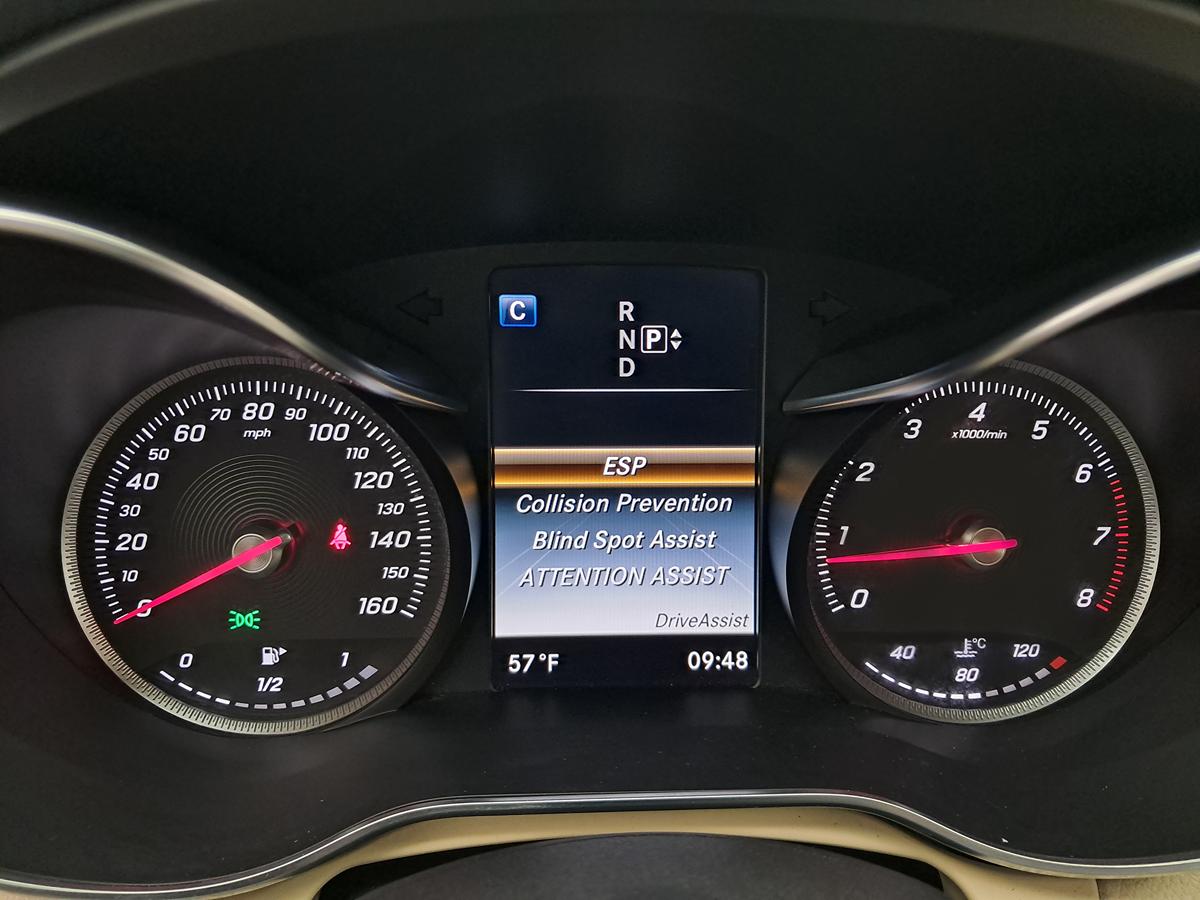 C
R
N P
D
ESP
Collision Prevention
Blind Spot Assist
ATTENTION ASSIST
DriveAssist
57°F 09:48
0
10
20
30
40
50
60
70
80
90
100
110
120
130
140
150
160
mph
0 1/2 1
0
1
2
3
4
5
6
7
8
x1000/min
40 80 120
°C